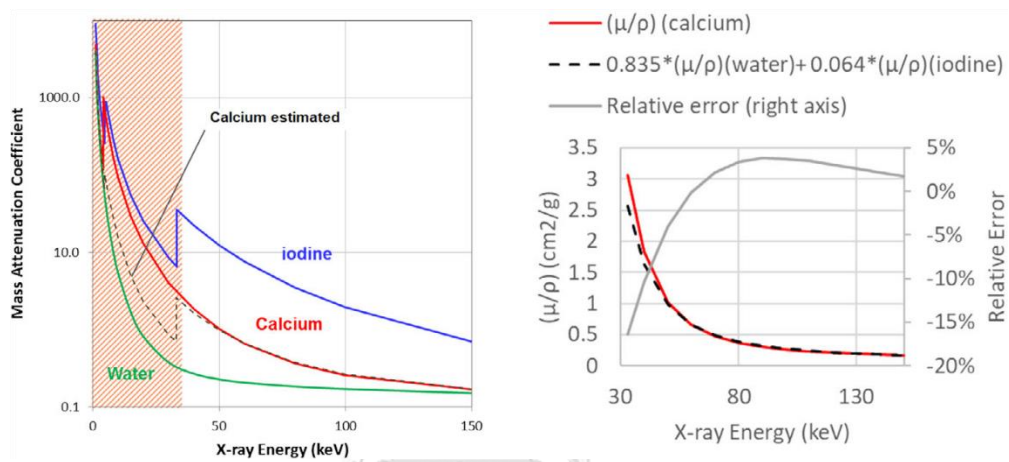 Mass Attenuation Coefficient
1000.0
10.0
0.1
Calcium estimated
iodine
Calcium
Water
0
50
100
150
X-ray Energy (keV)
(μ/ρ) (calcium)
0.835*(μ/ρ)(water)+ 0.064*(μ/ρ)(iodine)
Relative error (right axis)
(μ/ρ) (cm2/g)
3.5
3
2.5
2
1.5
1
0.5
0
5%
0%
-5%
-10%
-15%
-20%
Relative Error
30
80
130
X-ray Energy (keV)